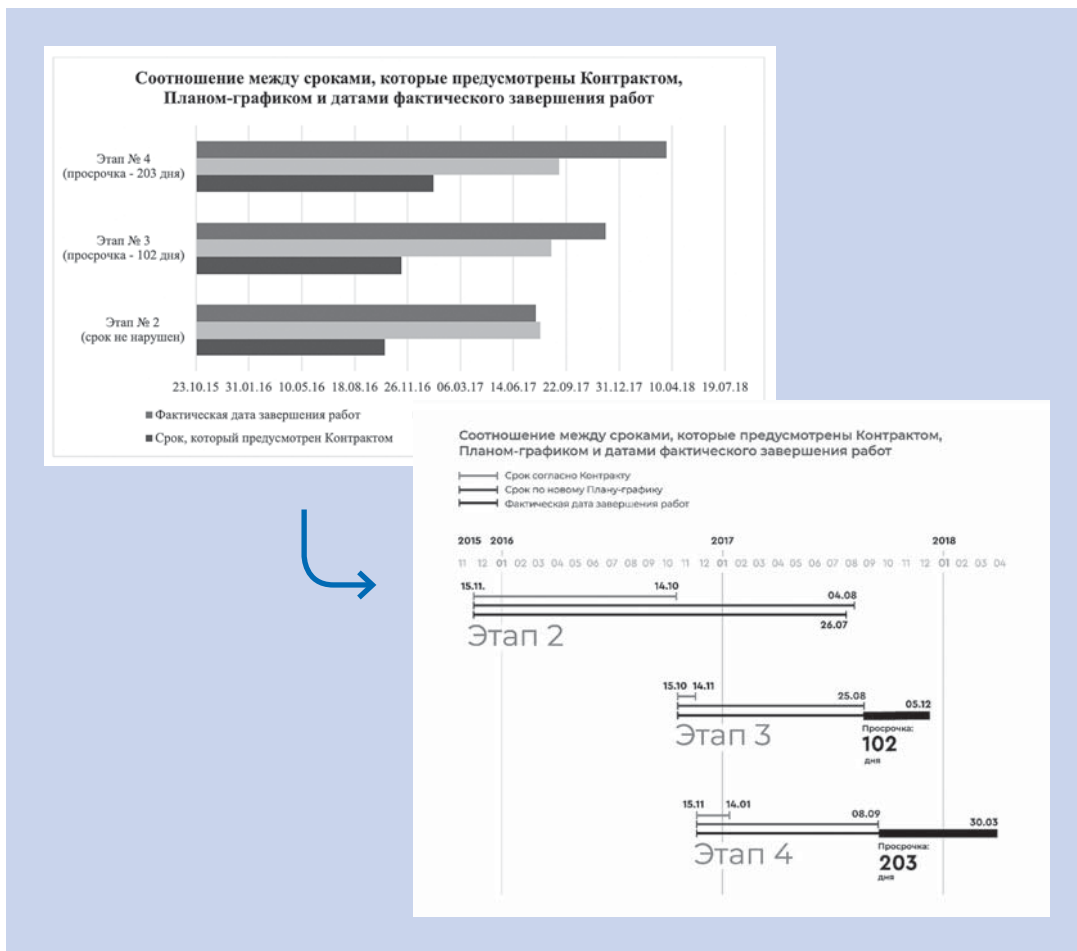 Соотношение между сроками, которые предусмотрены Контрактом,
Планом-графиком и датами фактического завершения работ
Этап № 4
(просрочка - 203 дня)
Этап № 3
(просрочка - 102 дня)
Этап № 2
(срок не нарушен)
23.10.15 31.01.16 10.05.16 18.08.16 26.11.16 06.03.17 14.06.17 22.09.17 31.12.17 10.04.18 19.07.18
Фактическая дата завершения работ
Срок, который предусмотрен Контрактом
Соотношение между сроками, которые предусмотрены Контрактом,
Планом-графиком и датами фактического завершения работ
Срок согласно Контракту
Срок по новому Плану-графику
Фактическая дата завершения работ
2015 2016 2017 2018
11 12 01 02 03 04 05 06 07 08 09 10 11 12 01 02 03 04 05 06 07 08 09 10 11 12 01 02 03 04
15.11. 14.10 04.08
26.07
Этап 2
15.10 14.11 25.08 05.12
Этап 3
Просрочка:
102
дня
15.11 14.01 08.09 30.03
Этап 4
Просрочка:
203
дня